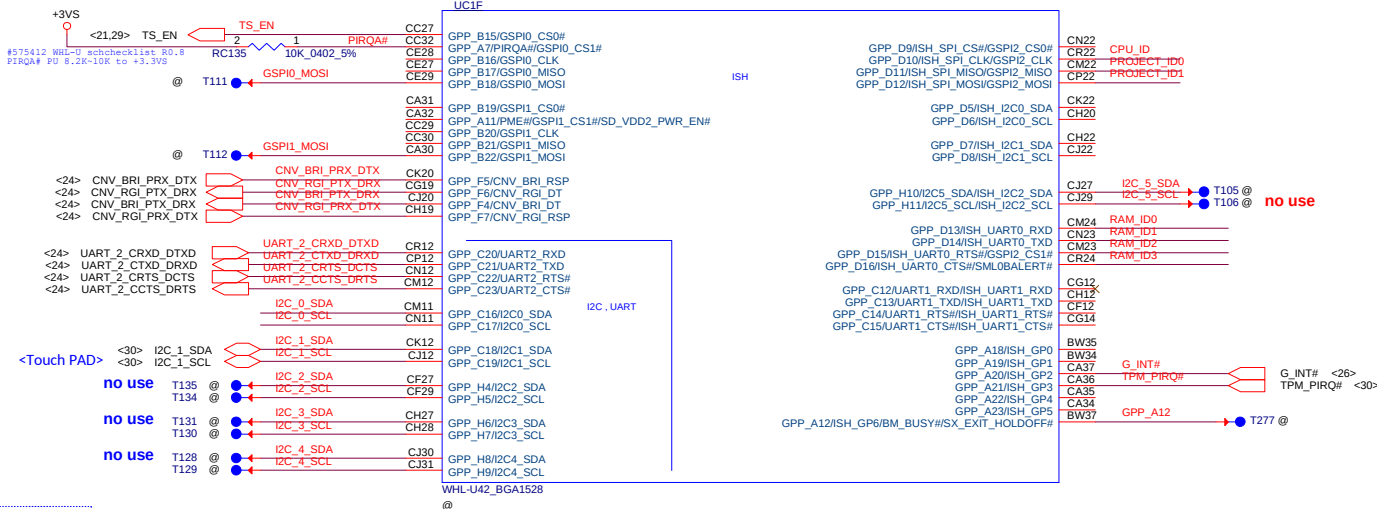 UC1F
+3VS
<21,29> TS_EN
TS_EN
CC27
GPP_B15/GSPI0_CS0#
#575412 WHL-U schchecklist R0.8
PIRQA# PU 8.2K~10K to +3.3VS
2
1
RC135
10K_0402_5%
PIRQA#
CC32
GPP_A7/PIRQA#/GSPI0_CS1#
CE28
GPP_B16/GSPI0_CLK
CE27
GPP_B17/GSPI0_MISO
@ T111
GSPI0_MOSI
CE29
GPP_B18/GSPI0_MOSI
CA31
GPP_B19/GSPI1_CS0#
CA32
GPP_A11/PME#/GSPI1_CS1#/SD_VDD2_PWR_EN#
CC29
GPP_B20/GSPI1_CLK
CC30
GPP_B21/GSPI1_MISO
@ T112
GSPI1_MOSI
CA30
GPP_B22/GSPI1_MOSI
<24> CNV_BRI_PRX_DTX
CNV_BRI_PRX_DTX
CK20
GPP_F5/CNV_BRI_RSP
<24> CNV_RGI_PTX_DRX
CNV_RGI_PTX_DRX
CG19
GPP_F6/CNV_RGI_DT
<24> CNV_BRI_PTX_DRX
CNV_BRI_PTX_DRX
CJ20
GPP_F4/CNV_BRI_DT
<24> CNV_RGI_PRX_DTX
CNV_RGI_PRX_DTX
CH19
GPP_F7/CNV_RGI_RSP
<24> UART_2_CRXD_DTXD
UART_2_CRXD_DTXD
CR12
GPP_C20/UART2_RXD
<24> UART_2_CTXD_DRXD
UART_2_CTXD_DRXD
CP12
GPP_C21/UART2_TXD
<24> UART_2_CRTS_DCTS
UART_2_CRTS_DCTS
CN12
GPP_C22/UART2_RTS#
<24> UART_2_CCTS_DRTS
UART_2_CCTS_DRTS
CM12
GPP_C23/UART2_CTS#
I2C_0_SDA
CM11
GPP_C16/I2C0_SDA
I2C_0_SCL
CN11
GPP_C17/I2C0_SCL
<Touch PAD>
<30> I2C_1_SDA
I2C_1_SDA
CK12
GPP_C18/I2C1_SDA
<30> I2C_1_SCL
I2C_1_SCL
CJ12
GPP_C19/I2C1_SCL
no use
T135 @
I2C_2_SDA
CF27
GPP_H4/I2C2_SDA
T134 @
I2C_2_SCL
CF29
GPP_H5/I2C2_SCL
no use
T131 @
I2C_3_SDA
CH27
GPP_H6/I2C3_SDA
T130 @
I2C_3_SCL
CH28
GPP_H7/I2C3_SCL
no use
T128 @
I2C_4_SDA
CJ30
GPP_H8/I2C4_SDA
T129 @
I2C_4_SCL
CJ31
GPP_H9/I2C4_SCL
ISH
I2C , UART
GPP_D9/ISH_SPI_CS#/GSPI2_CS0#
CN22
GPP_D10/ISH_SPI_CLK/GSPI2_CLK
CR22
CPU_ID
GPP_D11/ISH_SPI_MISO/GSPI2_MISO
CM22
PROJECT_ID0
GPP_D12/ISH_SPI_MOSI/GSPI2_MOSI
CP22
PROJECT_ID1
GPP_D5/ISH_I2C0_SDA
CK22
GPP_D6/ISH_I2C0_SCL
CH20
GPP_D7/ISH_I2C1_SDA
CH22
GPP_D8/ISH_I2C1_SCL
CJ22
GPP_H10/I2C5_SDA/ISH_I2C2_SDA
CJ27
I2C_5_SDA
T105 @
GPP_H11/I2C5_SCL/ISH_I2C2_SCL
CJ29
I2C_5_SCL
T106 @
no use
GPP_D13/ISH_UART0_RXD
CM24
RAM_ID0
GPP_D14/ISH_UART0_TXD
CN23
RAM_ID1
GPP_D15/ISH_UART0_RTS#/GSPI2_CS1#
CM23
RAM_ID2
GPP_D16/ISH_UART0_CTS#/SML0BALERT#
CR24
RAM_ID3
GPP_C12/UART1_RXD/ISH_UART1_RXD
CG12
GPP_C13/UART1_TXD/ISH_UART1_TXD
CH12
GPP_C14/UART1_RTS#/ISH_UART1_RTS#
CF12
GPP_C15/UART1_CTS#/ISH_UART1_CTS#
CG14
GPP_A18/ISH_GP0
BW35
GPP_A19/ISH_GP1
BW34
GPP_A20/ISH_GP2
CA37
G_INT#
G_INT# <26>
GPP_A21/ISH_GP3
CA36
TPM_PIRQ#
TPM_PIRQ# <30>
GPP_A22/ISH_GP4
CA35
GPP_A23/ISH_GP5
CA34
GPP_A12/ISH_GP6/BM_BUSY#/SX_EXIT_HOLDOFF#
BW37
GPP_A12
T277 @
WHL-U42_BGA1528
@